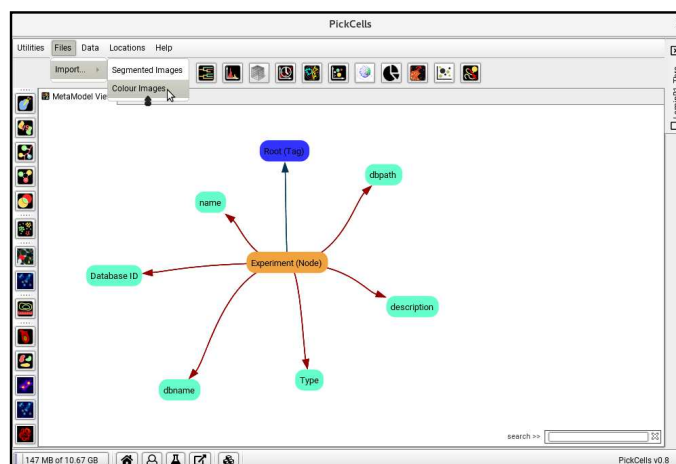 PickCells
Utilities Files Data Locations Help
Import... Segmented Images
Colour Images
MetaModel Vie
Root (Tag)
dbpath
name
Experiment (Node)
Database ID
description
Type
dbname
search >>
147 MB of 10.67 GB
PickCells v0.8